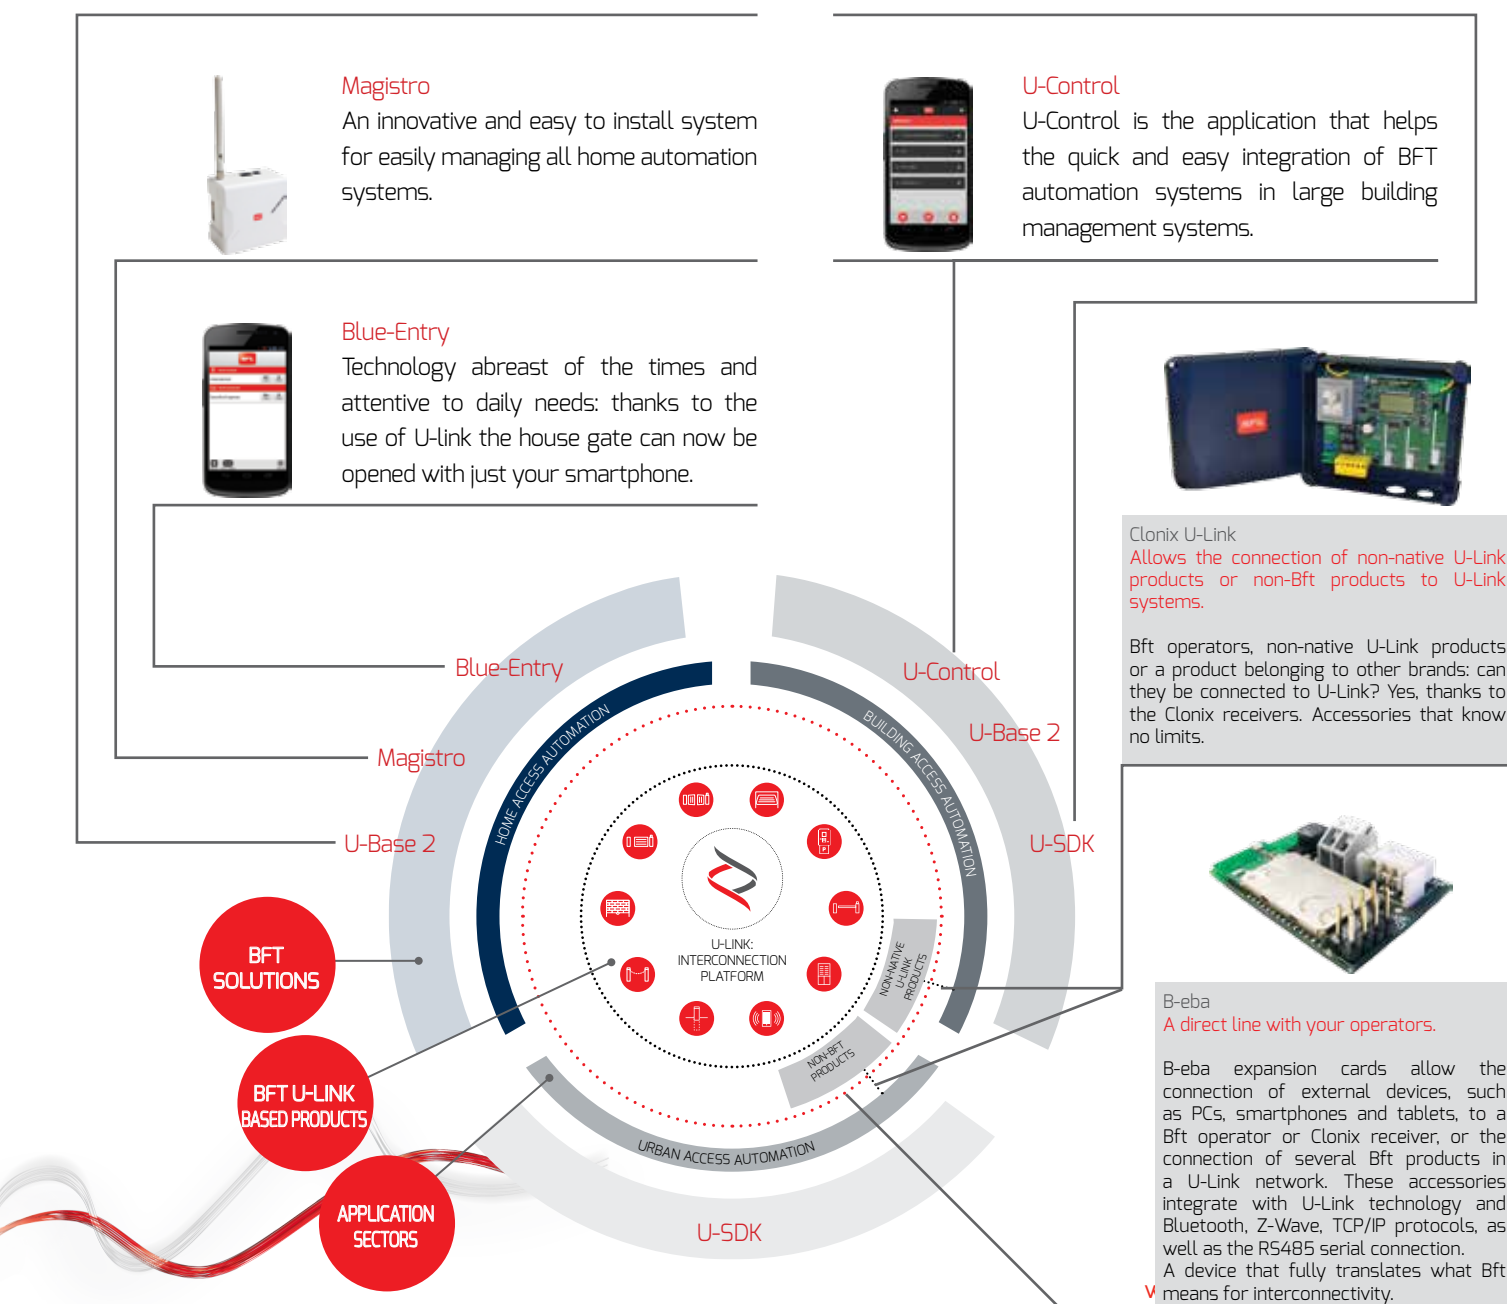 Magistro
An innovative and easy to install system
for easily managing all home automation
systems.
U-Control
U-Control is the application that helps
the quick and easy integration of BFT
automation systems in large building
management systems.
Blue-Entry
Technology abreast of the times and
attentive to daily needs: thanks to the
use of U-link the house gate can now be
opened with just your smartphone.
Clonix U-Link
Allows the connection of non-native U-Link
products or non-Bft products to U-Link
systems.
Bft operators, non-native U-Link products
or a product belonging to other brands: can
they be connected to U-Link? Yes, thanks to
the Clonix receivers. Accessories that know
no limits.
Blue-Entry
Magistro
U-Base 2
U-Control
U-Base 2
U-SDK
HOME ACCESS AUTOMATION
BUILDING ACCESS AUTOMATION
URBAN ACCESS AUTOMATION
U-LINK:
INTERCONNECTION
PLATFORM
NON-NATIVE
U-LINK
PRODUCTS
NON-BFT
PRODUCTS
U-SDK
BFT
SOLUTIONS
BFT U-LINK
BASED PRODUCTS
APPLICATION
SECTORS
B-eba
A direct line with your operators.
B-eba expansion cards allow the
connection of external devices, such
as PCs, smartphones and tablets, to a
Bft operator or Clonix receiver, or the
connection of several Bft products in
a U-Link network. These accessories
integrate with U-Link technology and
Bluetooth, Z-Wave, TCP/IP protocols, as
well as the RS485 serial connection.
A device that fully translates what Bft
means for interconnectivity.